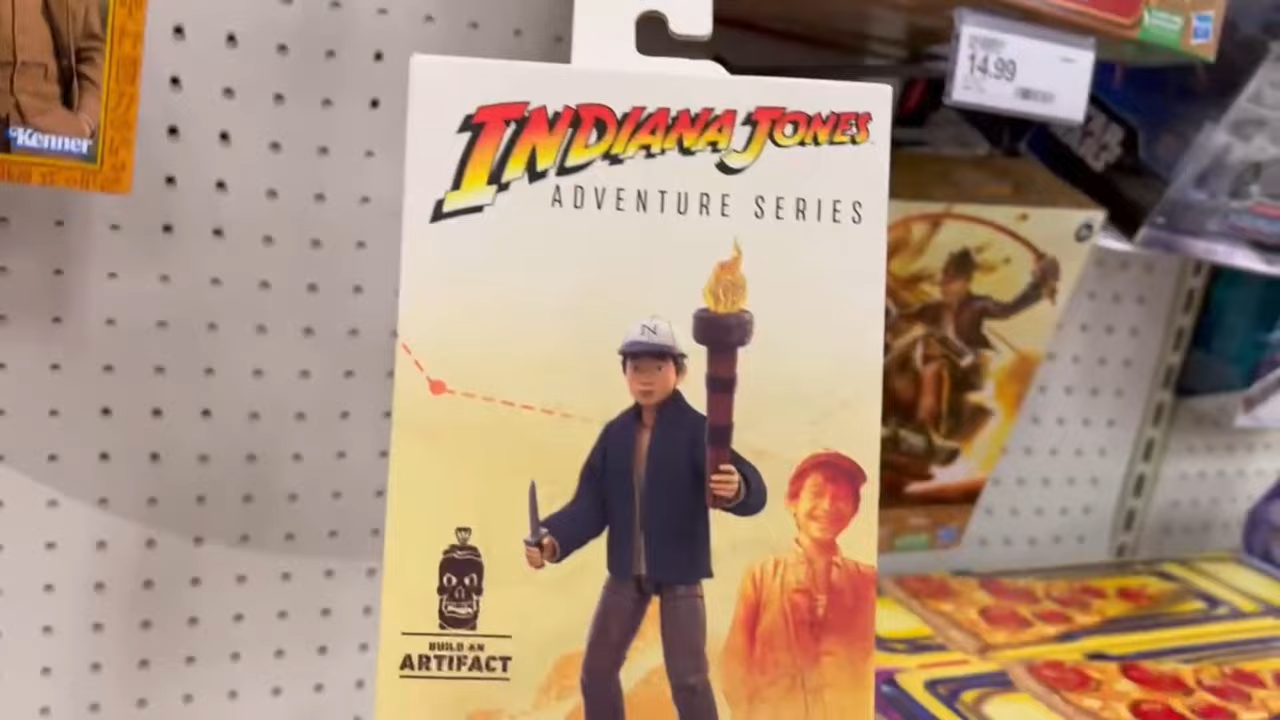 Kenner
14.99
INDIANA JONES
ADVENTURE SERIES
N
BUILD AN
ARTIFACT